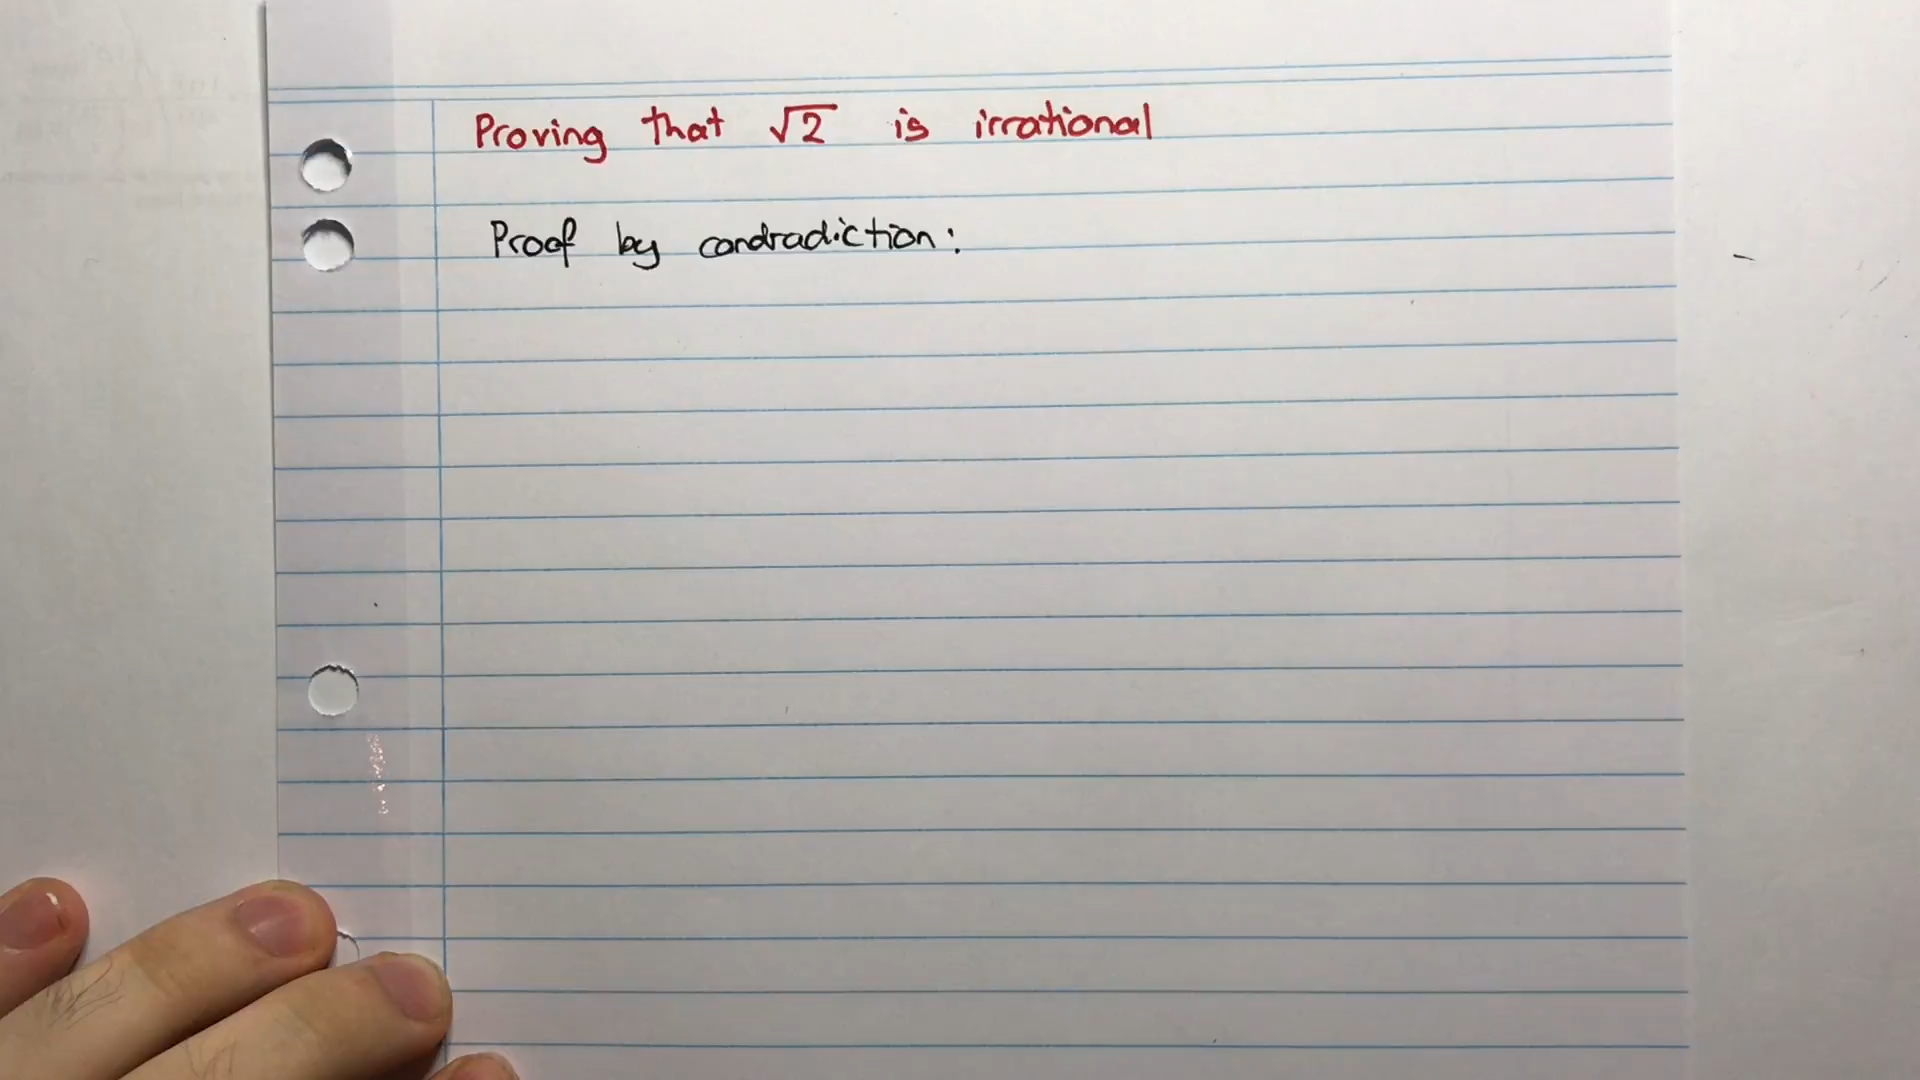 Proving that √2 is irrational
Proof by condradiction: